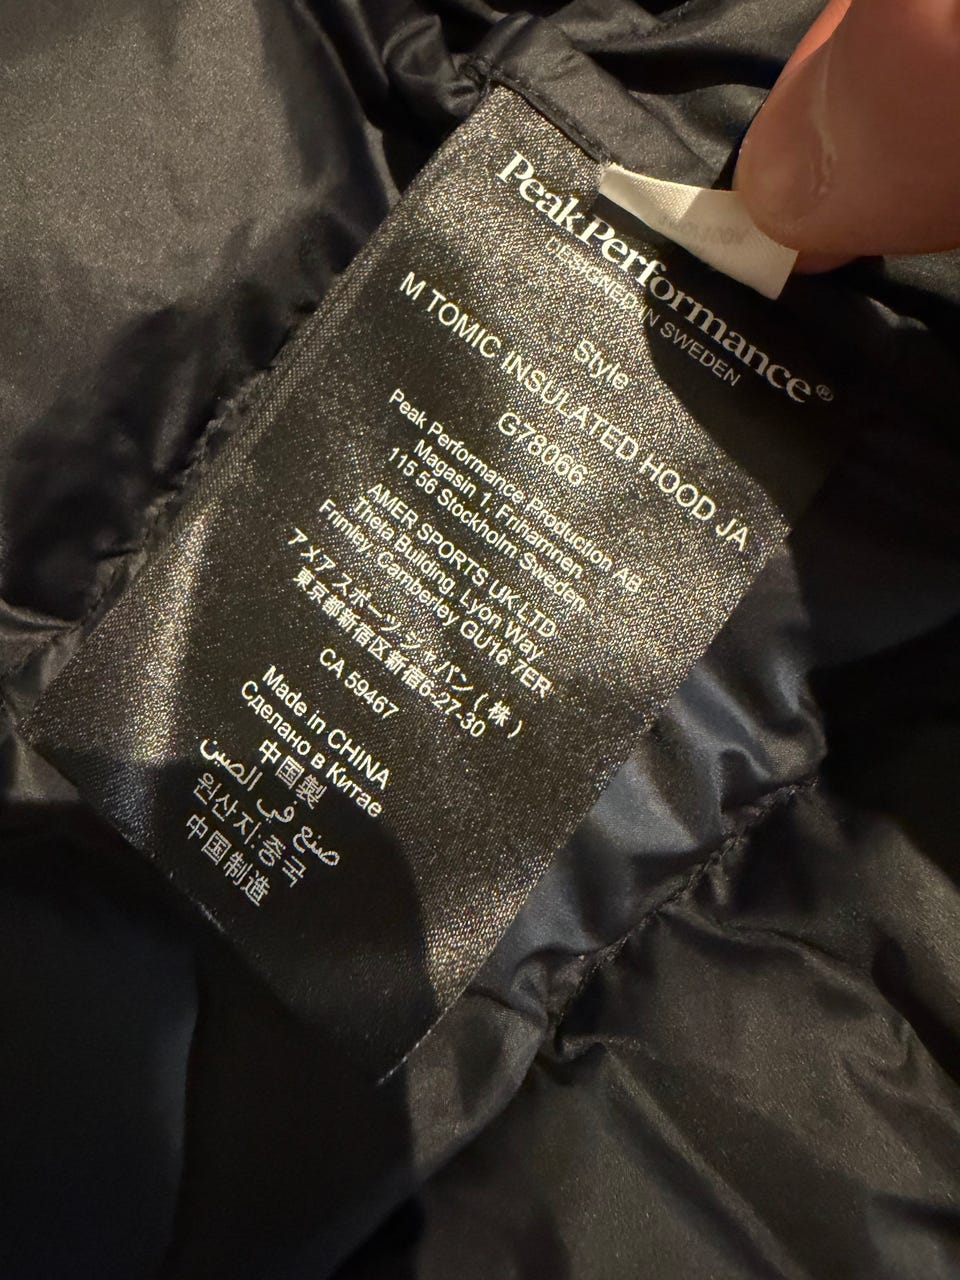 PeakPerformance®
DESIGNED IN SWEDEN
Style
M TOMIC INSULATED HOOD JA
G78066
Peak Performance Production AB
Magasin 1, Frihamnen,
115 56 Stockholm Sweden
AMER SPORTS UK LTD
Theta Building, Lyon Way,
Frimley, Camberley GU16 7ER
アメアスポーツ ジャパン ( 株 )
東京都新宿区新宿6-27-30
CA 59467
Made in CHINA
Сделано в Китае
中国製
صنع في الصين
원산지:중국
中国制造